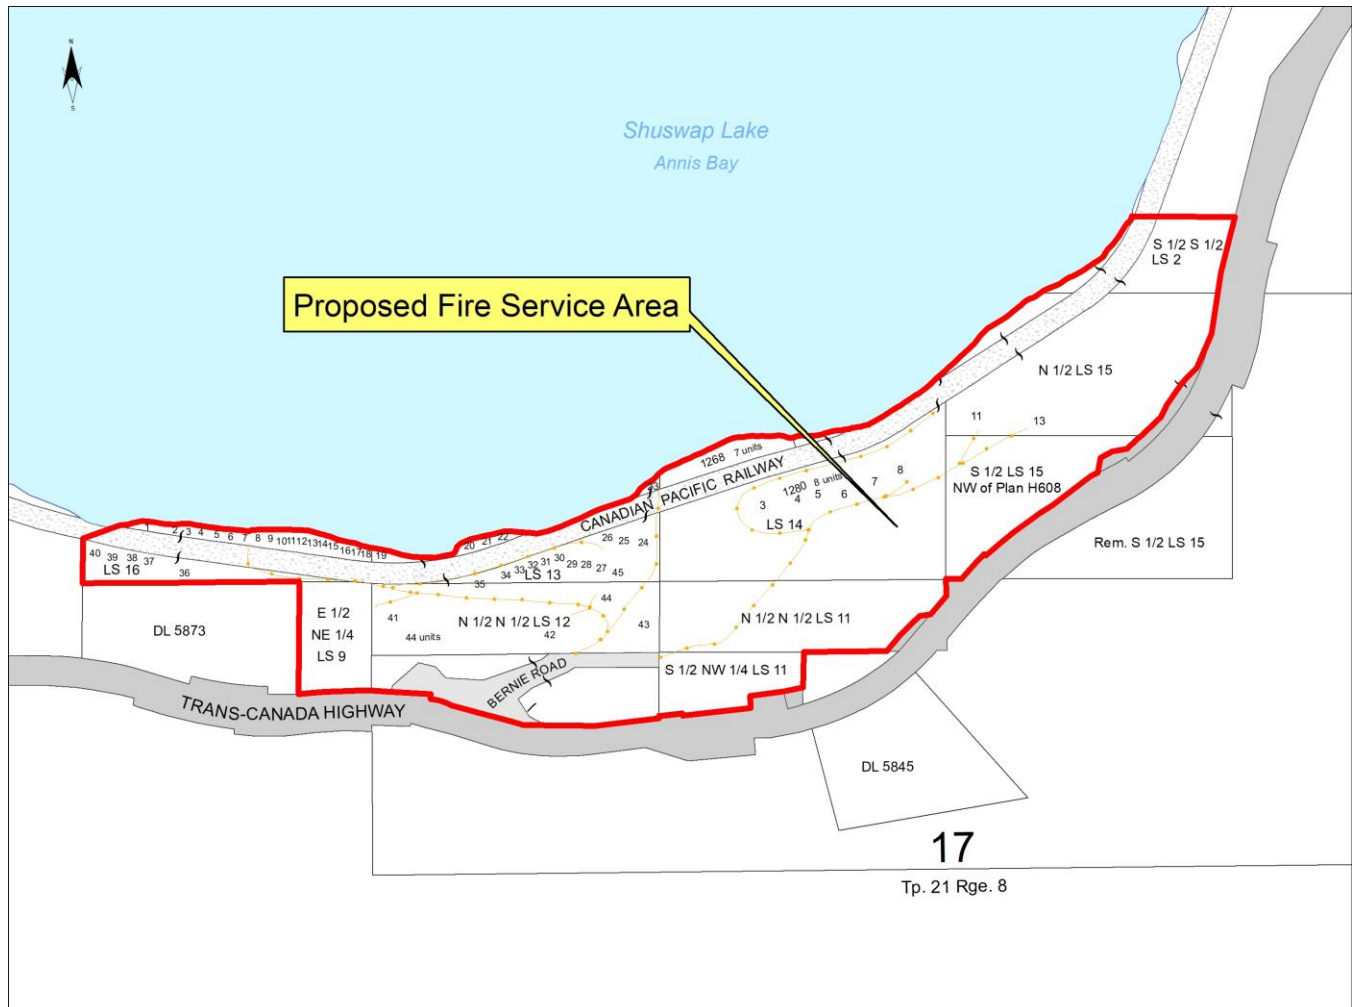 N
S
Shuswap Lake
Annis Bay
S 1/2 S 1/2
LS 2
Proposed Fire Service Area
N 1/2 LS 15
11
13
1268 7 units
CANADIAN PACIFIC RAILWAY
23
S 1/2 LS 15
NW of Plan H608
1280 8 units
3 4 5 6 7 8
LS 14
Rem. S 1/2 LS 15
1 2 3 4 5 6 7 8 9 10 11 12 13 14 15 16 17 18 19
20 21 22
26 25 24
40 39 38 37
LS 16
36
35 34 33 32 31 30 29 28 27 45
LS 13
E 1/2
NE 1/4
LS 9
DL 5873
41
44 units
N 1/2 N 1/2 LS 12
42
44
43
N 1/2 N 1/2 LS 11
BERNIE ROAD
S 1/2 NW 1/4 LS 11
TRANS-CANADA HIGHWAY
DL 5845
17
Tp. 21 Rge. 8